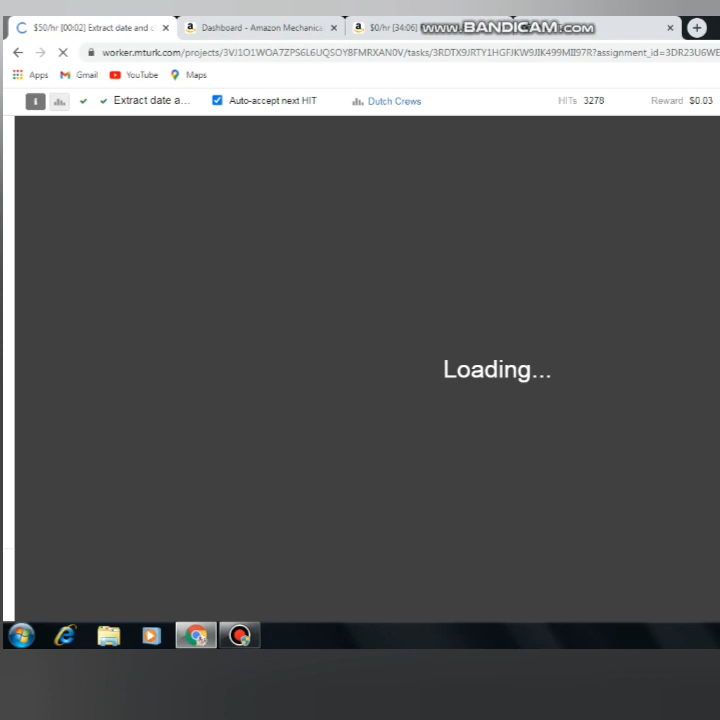 $50/hr [00:02] Extract date and c
Dashboard - Amazon Mechanica
$0/hr [34:06]
www.BANDICAM.com
worker.mturk.com/projects/3VJ1O1WOA7ZPS6L6UQSOY8FMRXAN0V/tasks/3RDTX9JRTY1HGFJKW9JIK499MII97R?assignment_id=3DR23U6WE
Apps Gmail YouTube Maps
Extract date a... Auto-accept next HIT Dutch Crews HITs 3278 Reward $0.03
Loading...